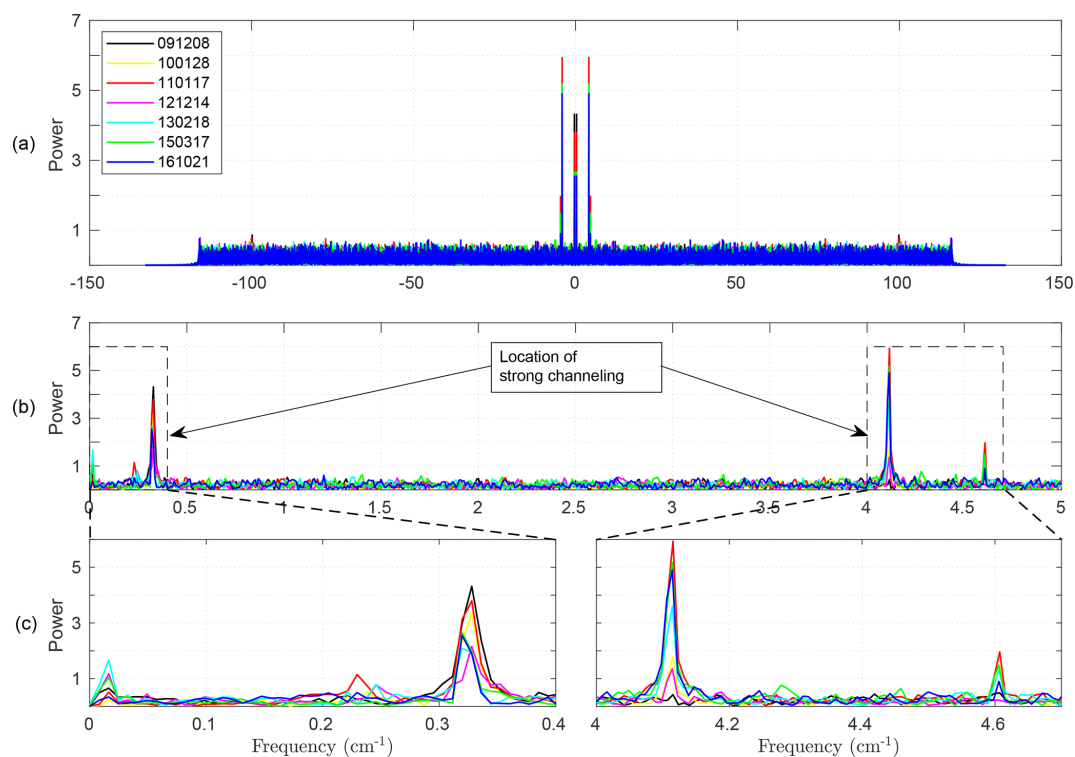 7
5
3
1
Power
(a)
091208
100128
110117
121214
130218
150317
161021
-150 -100 -50 0 50 100 150
7
5
3
1
Power
(b)
Location of
strong channeling
0 0.5 1 1.5 2 2.5 3 3.5 4 4.5 5
5
3
1
Power
(c)
0 0.1 0.2 0.3 0.4
4 4.2 4.4 4.6
Frequency (cm⁻¹)
Frequency (cm⁻¹)